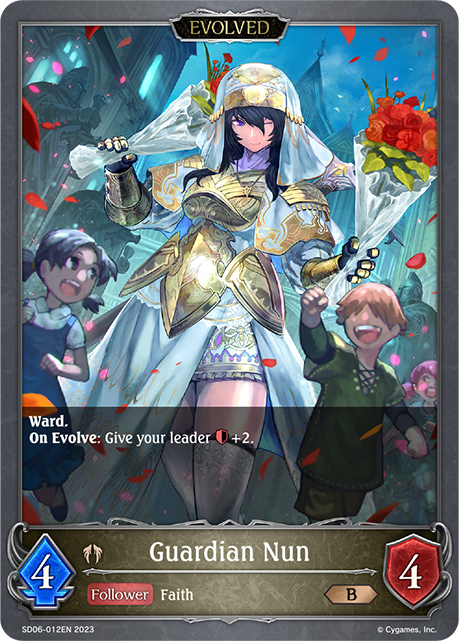 EVOLVED
Ward.
On Evolve: Give your leader +2.
Guardian Nun
4
4
Follower Faith
B
SD06-012EN 2023
© Cygames, Inc.